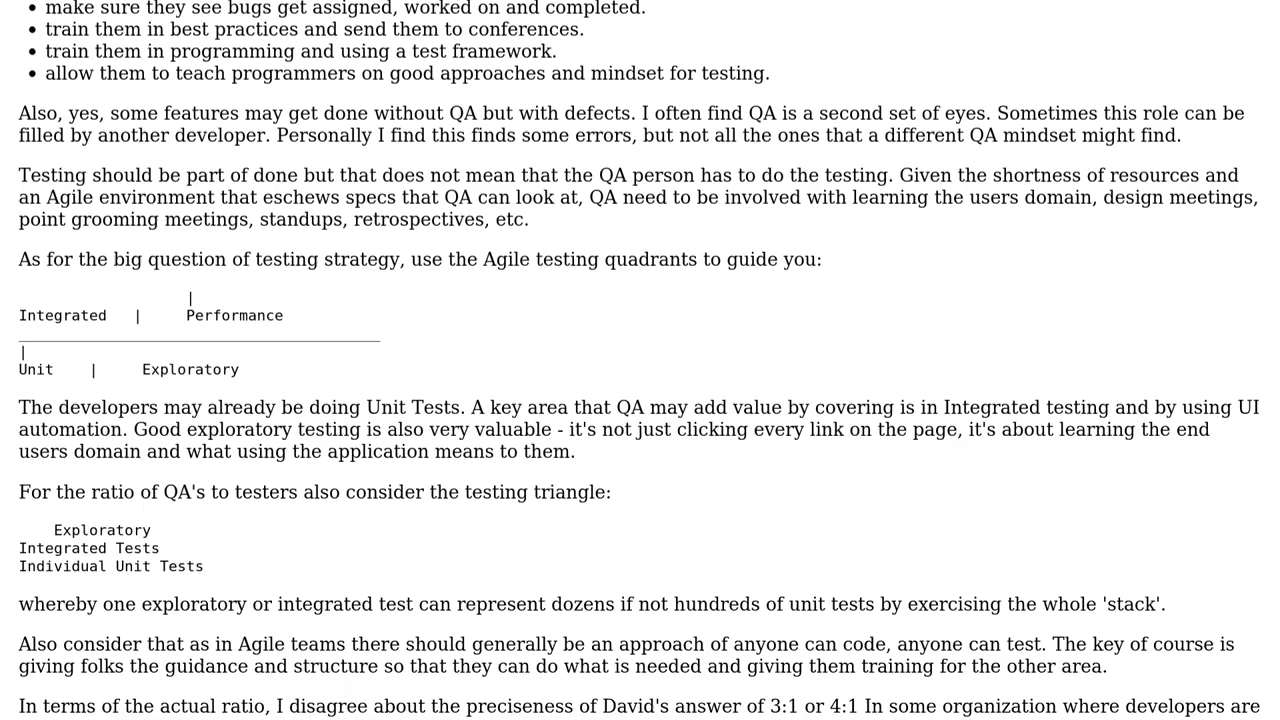 • make sure they see bugs get assigned, worked on and completed.
• train them in best practices and send them to conferences.
• train them in programming and using a test framework.
• allow them to teach programmers on good approaches and mindset for testing.
Also, yes, some features may get done without QA but with defects. I often find QA is a second set of eyes. Sometimes this role can be
filled by another developer. Personally I find this finds some errors, but not all the ones that a different QA mindset might find.
Testing should be part of done but that does not mean that the QA person has to do the testing. Given the shortness of resources and
an Agile environment that eschews specs that QA can look at, QA need to be involved with learning the users domain, design meetings,
point grooming meetings, standups, retrospectives, etc.
As for the big question of testing strategy, use the Agile testing quadrants to guide you:
|
Integrated | Performance
_________________________________________
|
Unit | Exploratory
The developers may already be doing Unit Tests. A key area that QA may add value by covering is in Integrated testing and by using UI
automation. Good exploratory testing is also very valuable - it's not just clicking every link on the page, it's about learning the end
users domain and what using the application means to them.
For the ratio of QA's to testers also consider the testing triangle:
Exploratory
Integrated Tests
Individual Unit Tests
whereby one exploratory or integrated test can represent dozens if not hundreds of unit tests by exercising the whole 'stack'.
Also consider that as in Agile teams there should generally be an approach of anyone can code, anyone can test. The key of course is
giving folks the guidance and structure so that they can do what is needed and giving them training for the other area.
In terms of the actual ratio, I disagree about the preciseness of David's answer of 3:1 or 4:1 In some organization where developers are